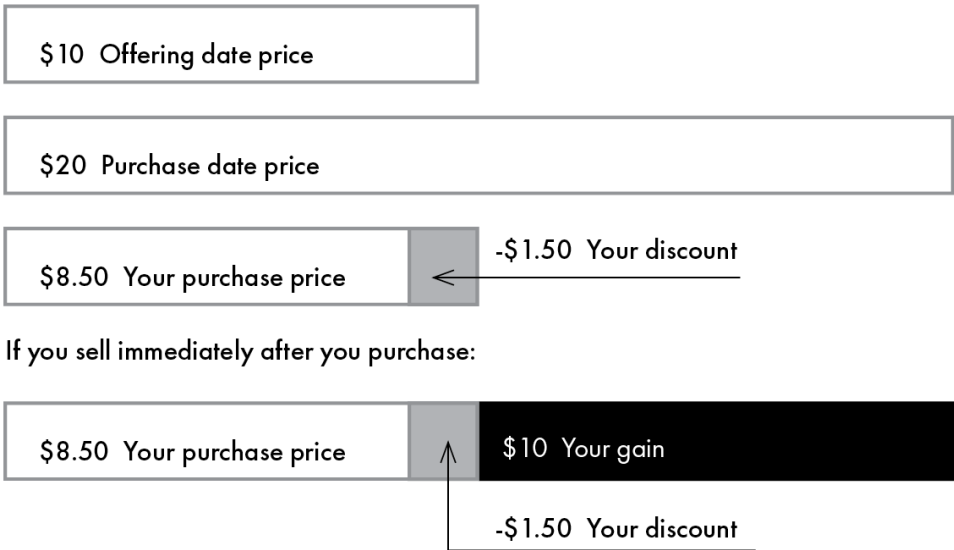 $10 Offering date price
$20 Purchase date price
-$1.50 Your discount
$8.50 Your purchase price
If you sell immediately after you purchase:
$8.50 Your purchase price
$10 Your gain
-$1.50 Your discount